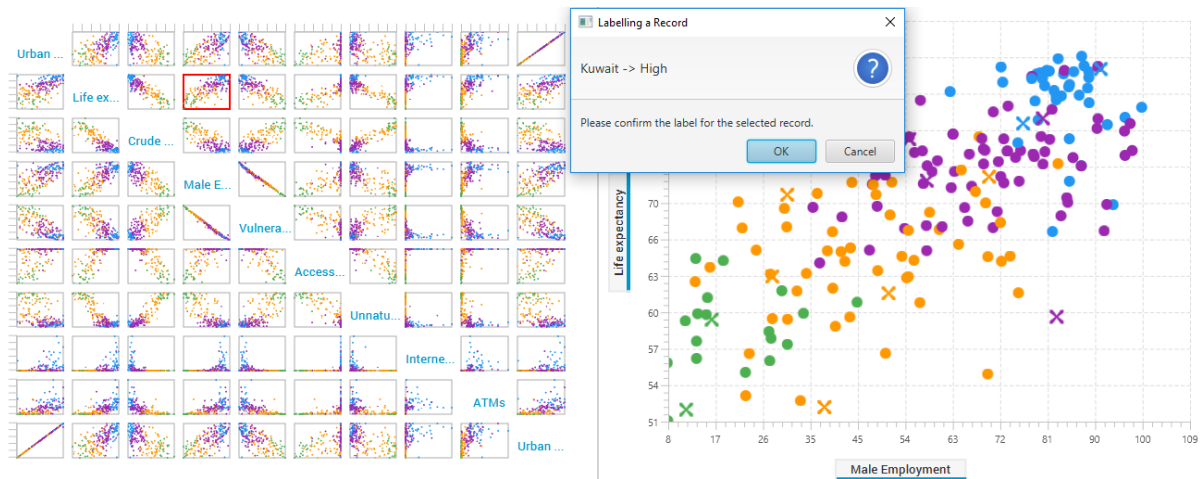 Urban ...
Life ex...
Crude ...
Male E...
Vulnera...
Access...
Unnatu...
Interne...
ATMs
Urban ...
Labelling a Record
Kuwait -> High
?
Please confirm the label for the selected record.
OK
Cancel
Life expectancy
70
66
63
60
57
54
51
8
17
26
35
45
54
63
72
81
90
100
109
Male Employment